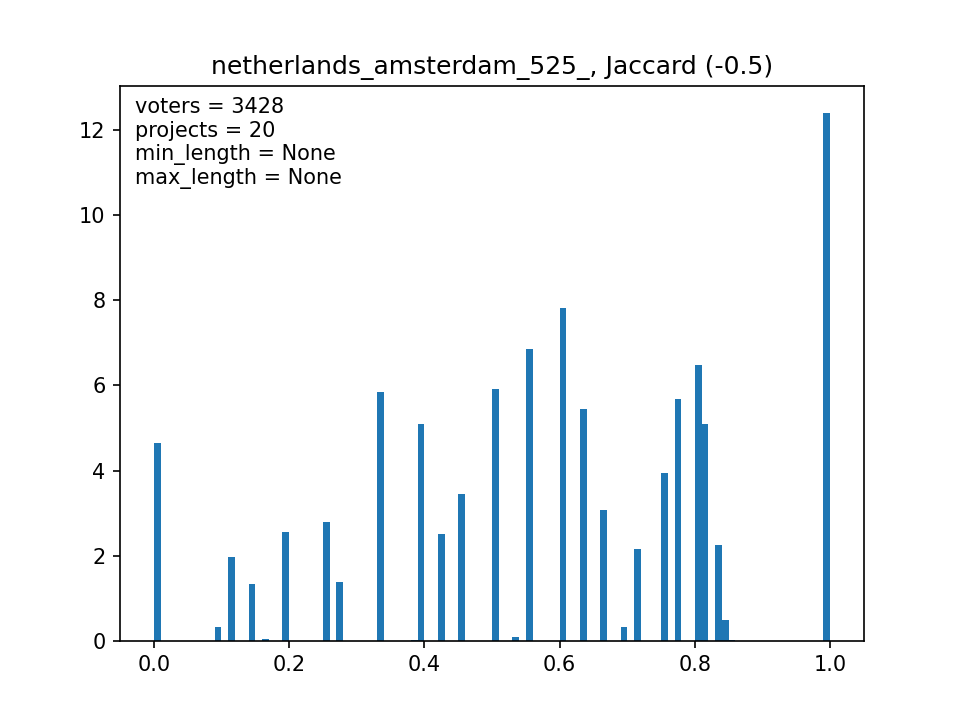 netherlands_amsterdam_525_, Jaccard (-0.5)
voters = 3428
projects = 20
min_length = None
max_length = None
12
10
8
6
4
2
0
0.0 0.2 0.4 0.6 0.8 1.0